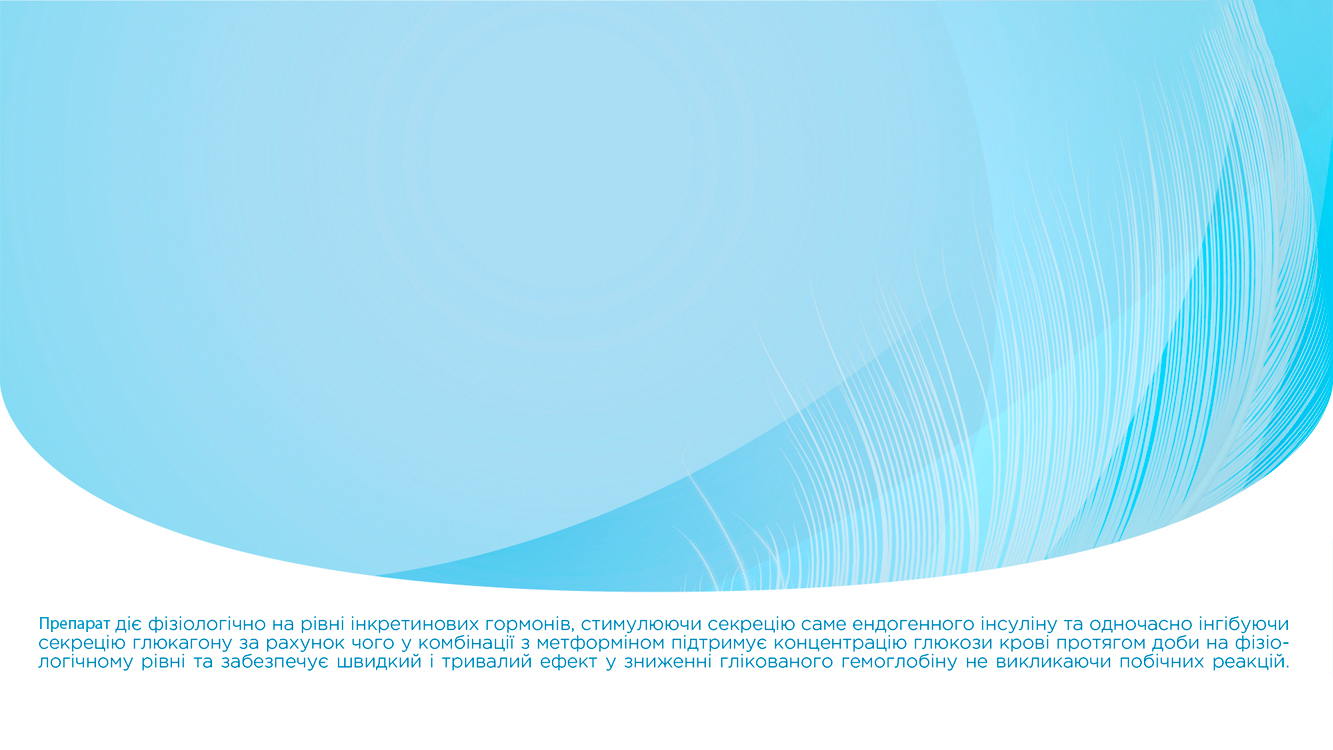 Препарат діє фізіологічно на рівні інкретинових гормонів, стимулюючи секрецію саме ендогенного інсуліну та одночасно інгібуючи
секрецію глюкагону за рахунок чого у комбінації з метформіном підтримує концентрацію глюкози крові протягом доби на фізіо-
логічному рівні та забезпечує швидкий і тривалий ефект у зниженні глікованого гемоглобіну не викликаючи побічних реакцій.